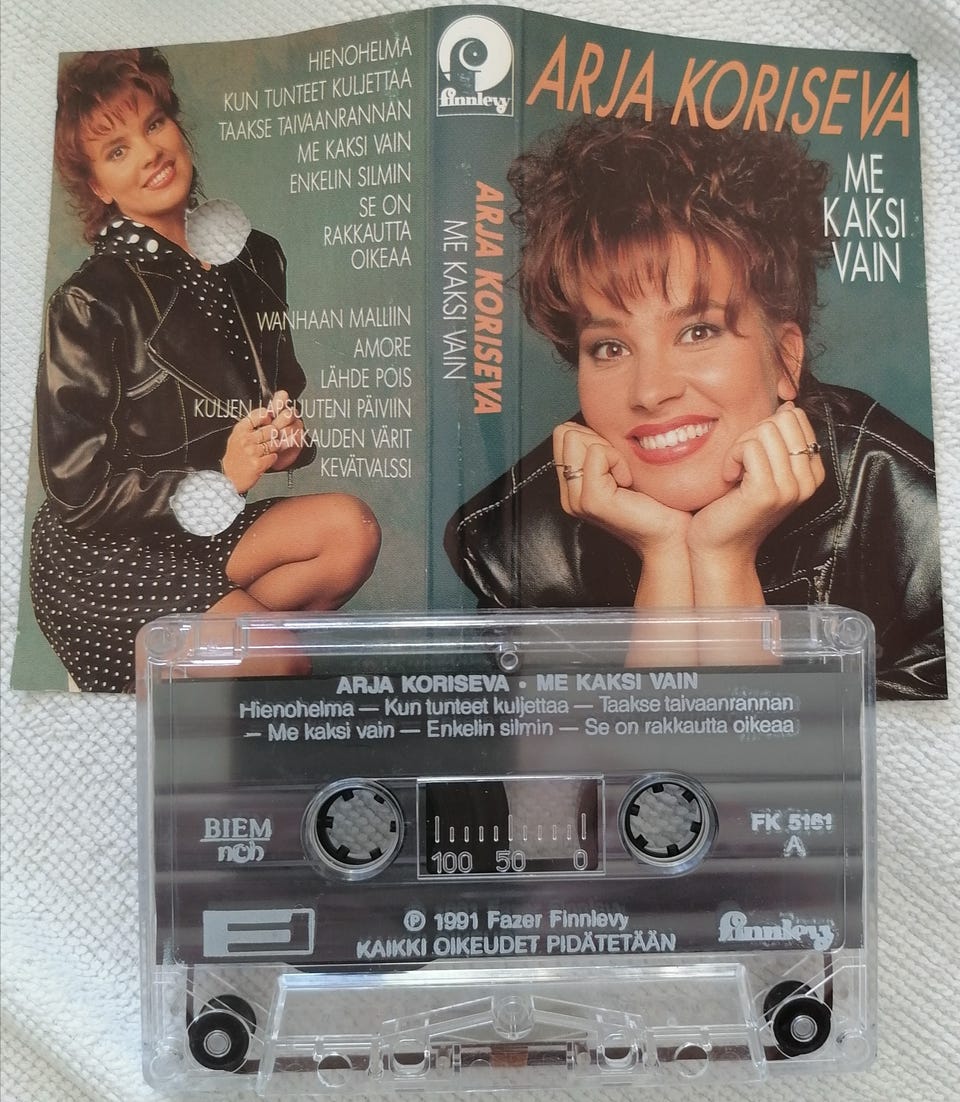 HIENOHELMA
KUN TUNTEET KULJETTAA
TAAKSE TAIVAANRANNAN
ME KAKSI VAIN
ENKELIN SILMIN
SE ON
RAKKAUTTA
OIKEAA
WANHAAN MALLIIN
AMORE
LÄHDE POIS
KULJEN LAPSUUTENI PÄIVIIN
RAKKAUDEN VÄRIT
KEVÄTVALSSI
finnlevy
ARJA KORISEVA
ME KAKSI VAIN
ARJA KORISEVA
ME
KAKSI
VAIN
ARJA KORISEVA • ME KAKSI VAIN
Hienohelma — Kun tunteet kuljettaa — Taakse taivaanrannan
— Me kaksi vain — Enkelin silmin — Se on rakkautta oikeaa
BIEM
ncb
100 50 0
FK 5161
A
℗ 1991 Fazer Finnlevy
KAIKKI OIKEUDET PIDÄTETÄÄN
finnlevy